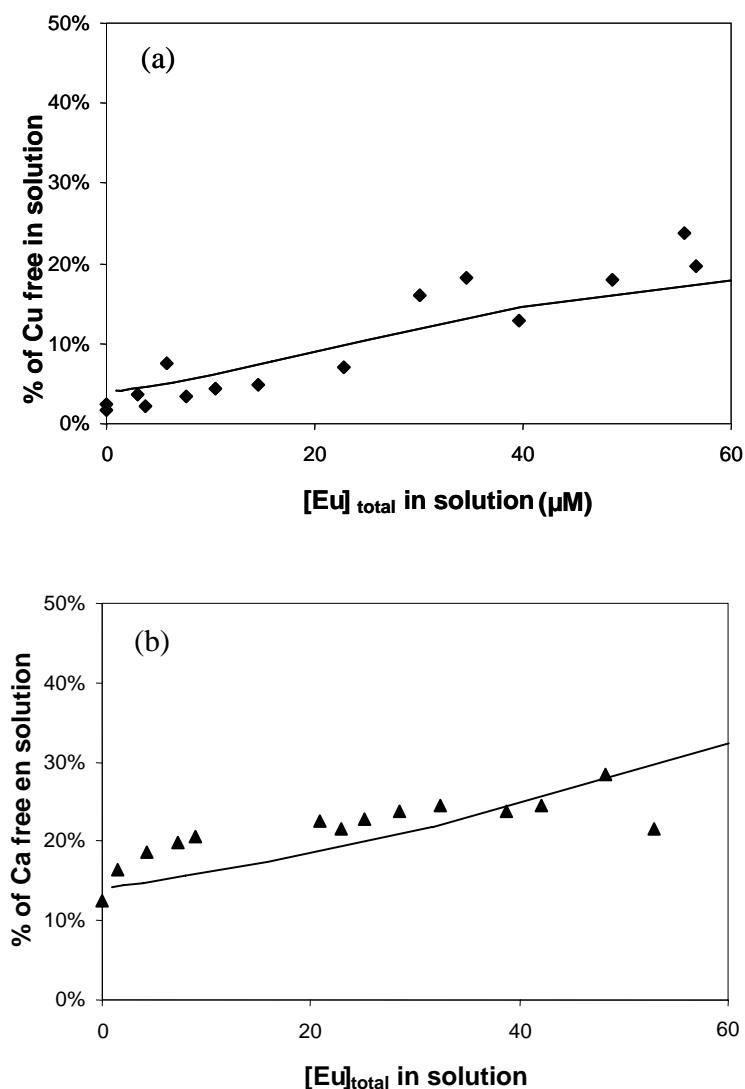 (a)
50%
40%
30%
20%
10%
0%
% of Cu free in solution
0 20 40 60
[Eu] total in solution (µM)
(b)
50%
40%
30%
20%
10%
0%
% of Ca free en solution
0 20 40 60
[Eu]total in solution